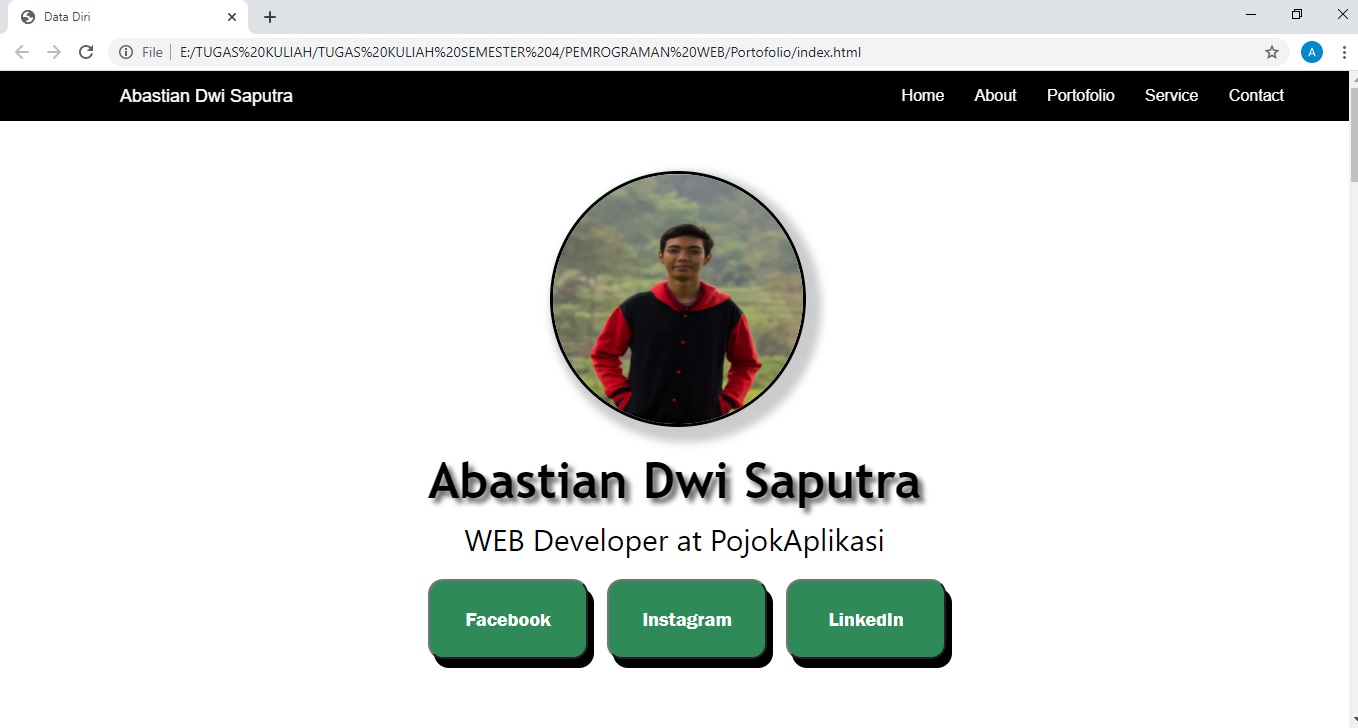 Data Diri
File | E:/TUGAS%20KULIAH/TUGAS%20KULIAH%20SEMESTER%204/PEMROGRAMAN%20WEB/Portofolio/index.html
A
Abastian Dwi Saputra Home About Portofolio Service Contact
Abastian Dwi Saputra
WEB Developer at PojokAplikasi
Facebook Instagram LinkedIn